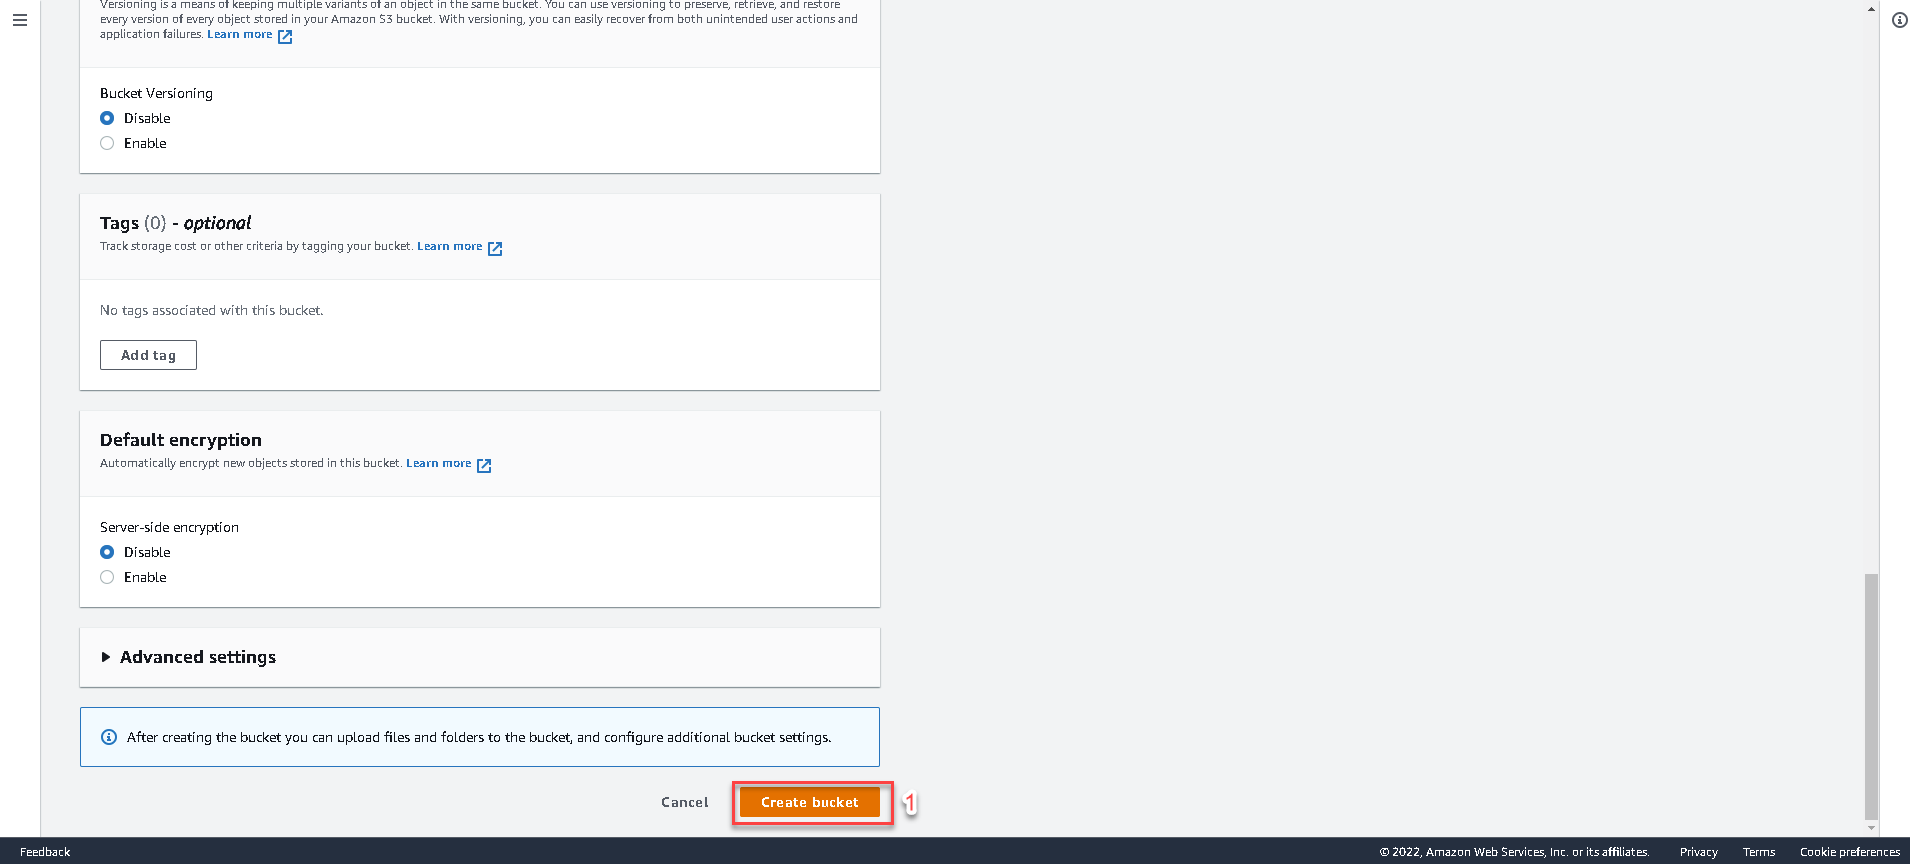 Versioning is a means of keeping multiple variants of an object in the same bucket. You can use versioning to preserve, retrieve, and restore
every version of every object stored in your Amazon S3 bucket. With versioning, you can easily recover from both unintended user actions and
application failures. Learn more
Bucket Versioning
Disable
Enable
Tags (0) - optional
Track storage cost or other criteria by tagging your bucket. Learn more
No tags associated with this bucket.
Add tag
Default encryption
Automatically encrypt new objects stored in this bucket. Learn more
Server-side encryption
Disable
Enable
Advanced settings
After creating the bucket you can upload files and folders to the bucket, and configure additional bucket settings.
Cancel Create bucket 1
Feedback © 2022, Amazon Web Services, Inc. or its affiliates. Privacy Terms Cookie preferences